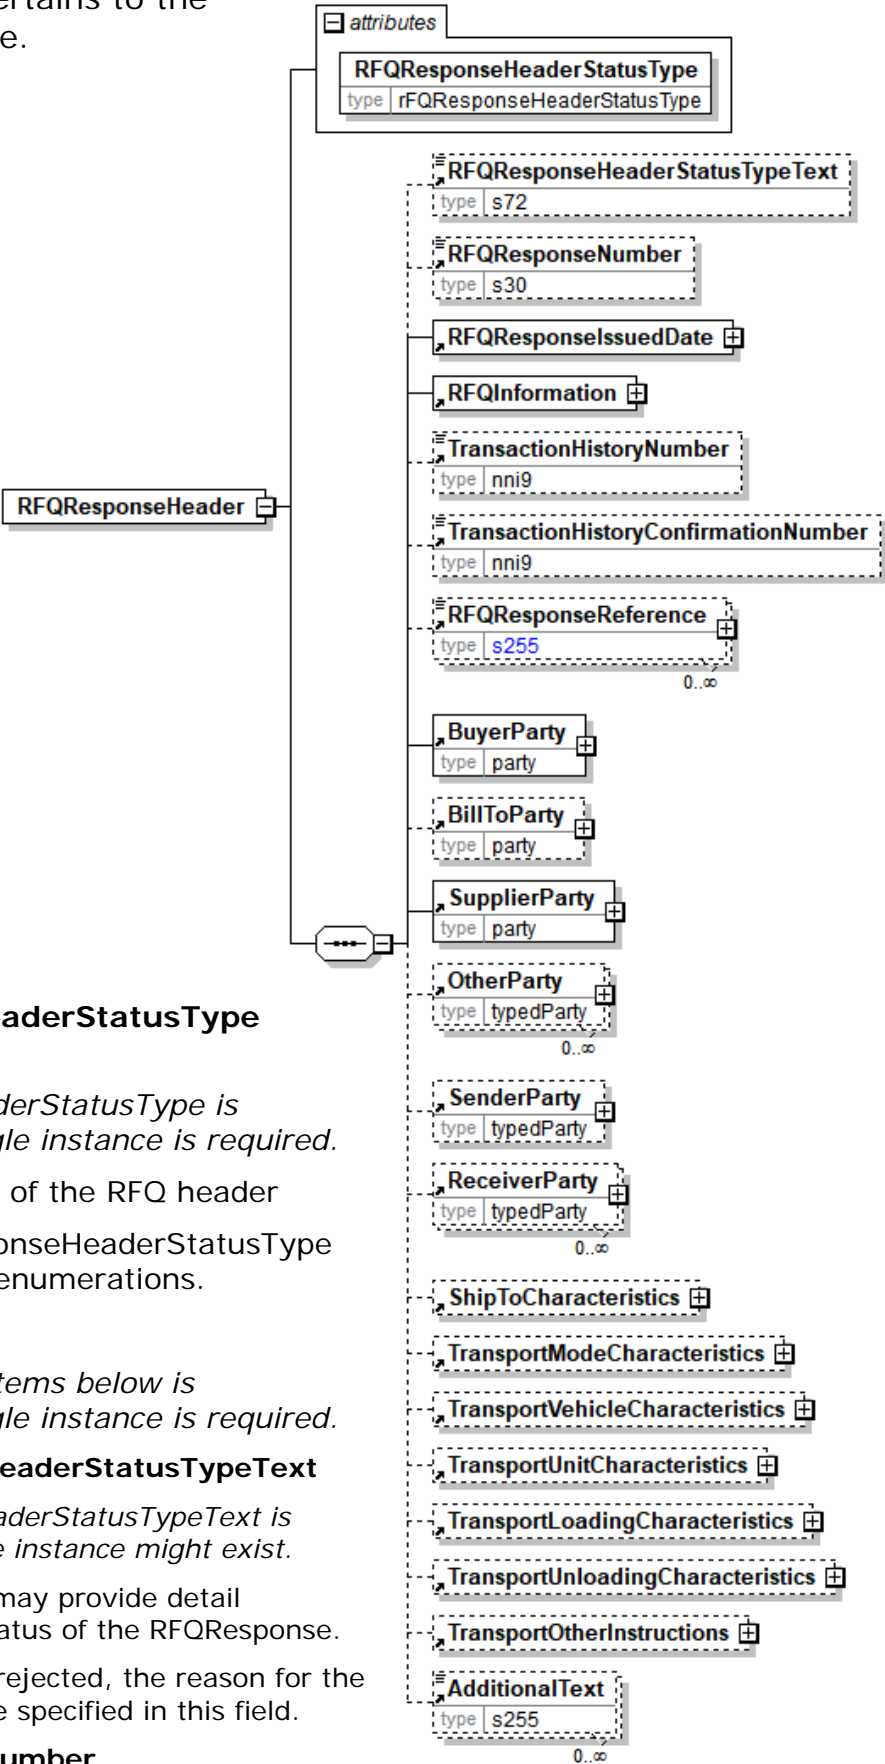 ertains to the
e.
attributes
RFQResponseHeaderStatusType
type rFQResponseHeaderStatusType
RFQResponseHeaderStatusTypeText
type s72
RFQResponseNumber
type s30
RFQResponseIssuedDate
RFQInformation
TransactionHistoryNumber
type nni9
RFQResponseHeader
TransactionHistoryConfirmationNumber
type nni9
RFQResponseReference
type s255
0..∞
BuyerParty
type party
BillToParty
type party
SupplierParty
type party
OtherParty
type typedParty
0..∞
SenderParty
type typedParty
ReceiverParty
type typedParty
0..∞
ShipToCharacteristics
TransportModeCharacteristics
TransportVehicleCharacteristics
TransportUnitCharacteristics
TransportLoadingCharacteristics
TransportUnloadingCharacteristics
TransportOtherInstructions
AdditionalText
type s255
0..∞
eaderStatusType
derStatusType is
gle instance is required.
of the RFQ header
onseHeaderStatusType
enumerations.
tems below is
gle instance is required.
eaderStatusTypeText
aderStatusTypeText is
e instance might exist.
may provide detail
atus of the RFQResponse.
rejected, the reason for the
e specified in this field.
umber